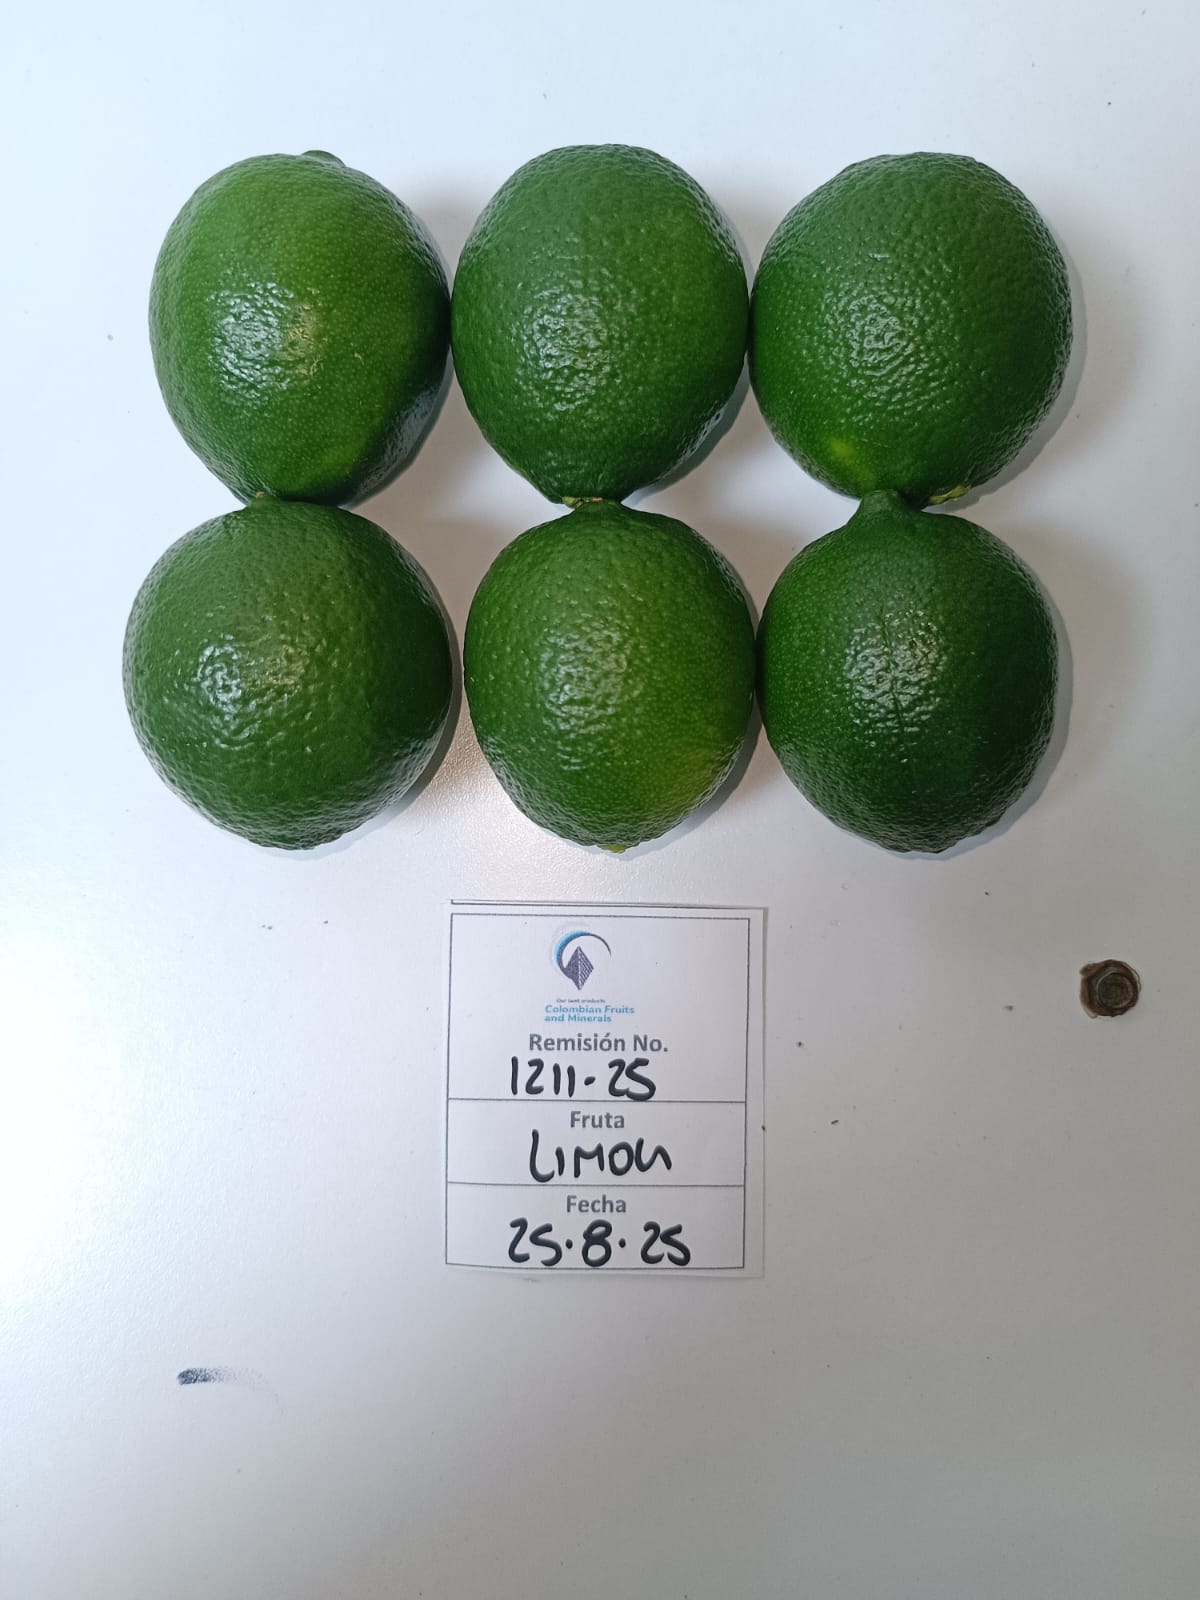 Our best products
Colombian Fruits
and Minerals
Remisión No.
1211-25
Fruta
LIMON
Fecha
25.8.25